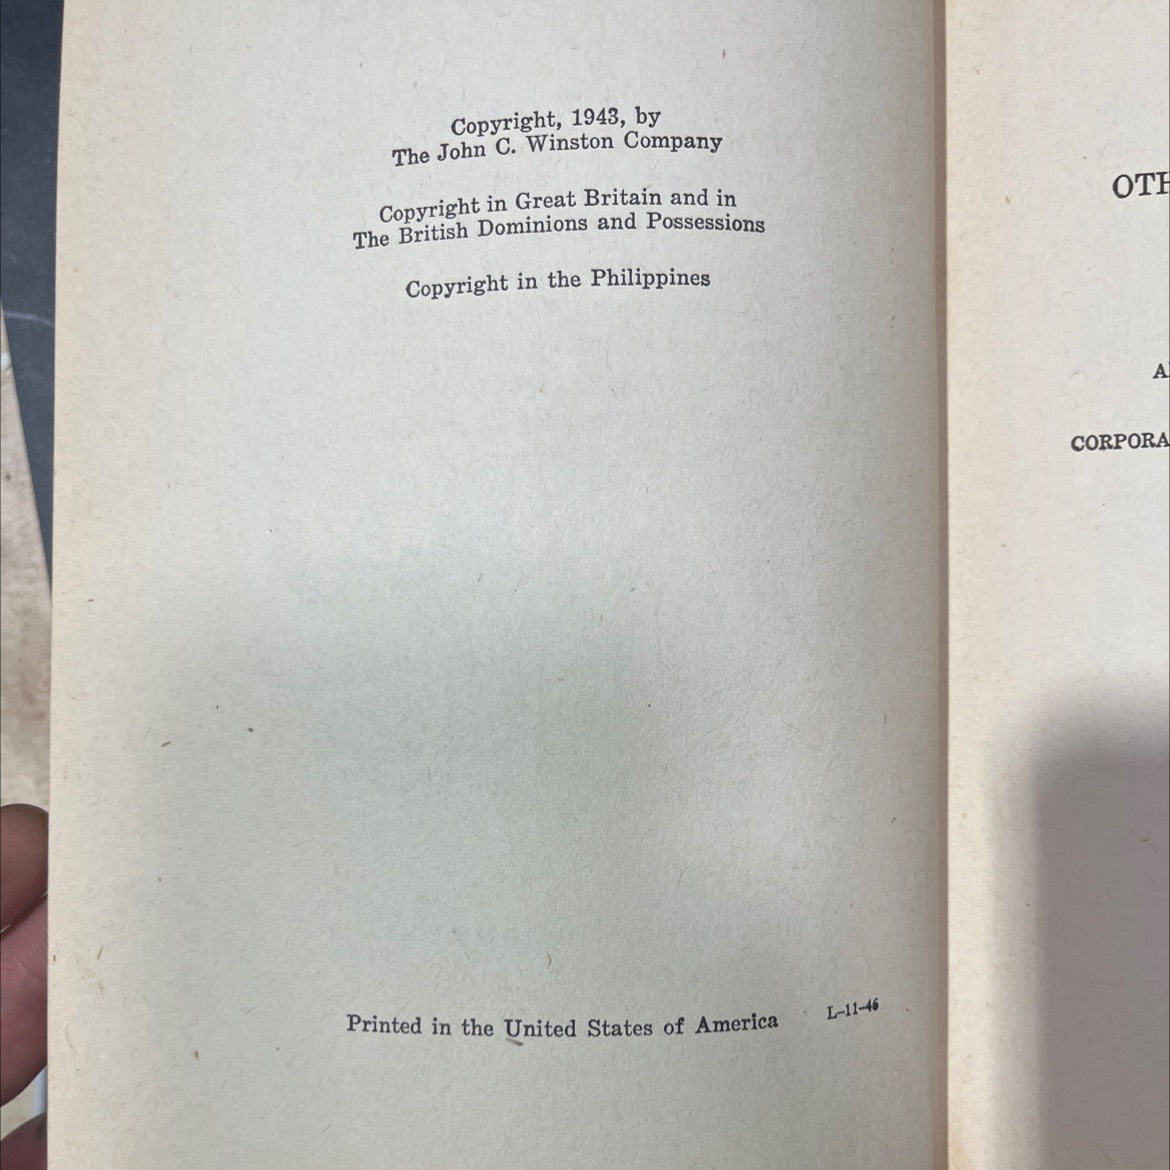 Copyright, 1943, by
The John C. Winston Company
Copyright in Great Britain and in
The British Dominions and Possessions
Copyright in the Philippines
Printed in the United States of America
L-11-46
OTH
CORPORA